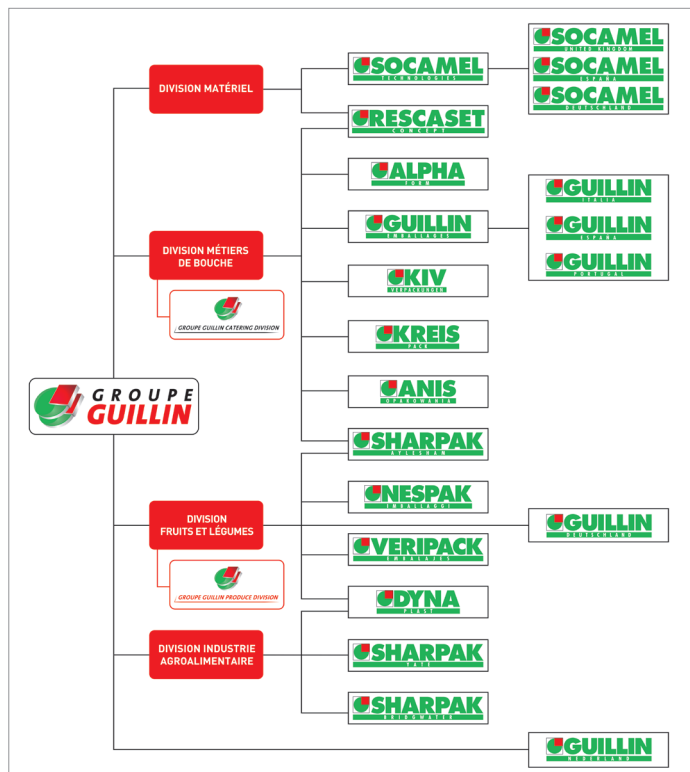 SOCAMEL
UNITED KINGDOM
SOCAMEL
ESPAÑA
SOCAMEL
DEUTSCHLAND
DIVISION MATÉRIEL
SOCAMEL
TECHNOLOGIES
RESCASET
CONCEPT
ALPHA
FORM
GUILLIN
EMBALLAGES
GUILLIN
ITALIA
GUILLIN
ESPAÑA
GUILLIN
PORTUGAL
DIVISION MÉTIERS
DE BOUCHE
GROUPE GUILLIN CATERING DIVISION
KIV
VERPACKUNGEN
KREIS
PACK
ANIS
OPAKOWANIA
GROUPE
GUILLIN
SHARPAK
AYLESHAM
NESPAK
IMBALLAGGI
DIVISION
FRUITS ET LÉGUMES
GUILLIN
DEUTSCHLAND
VERIPACK
EMBALAJES
GROUPE GUILLIN PRODUCE DIVISION
DYNA
PLAST
DIVISION INDUSTRIE
AGROALIMENTAIRE
SHARPAK
YATE
SHARPAK
BRIDGWATER
GUILLIN
NEDERLAND